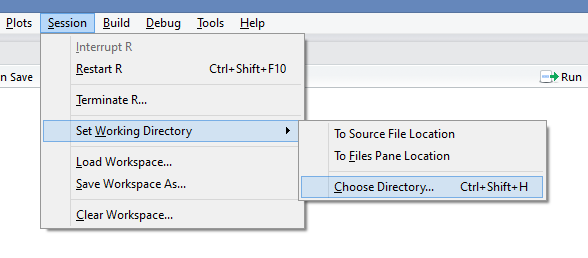 Plots Session Build Debug Tools Help
Interrupt R
Restart R Ctrl+Shift+F10
n Save Run
Terminate R...
Set Working Directory
To Source File Location
To Files Pane Location
Load Workspace...
Save Workspace As...
Choose Directory... Ctrl+Shift+H
Clear Workspace...